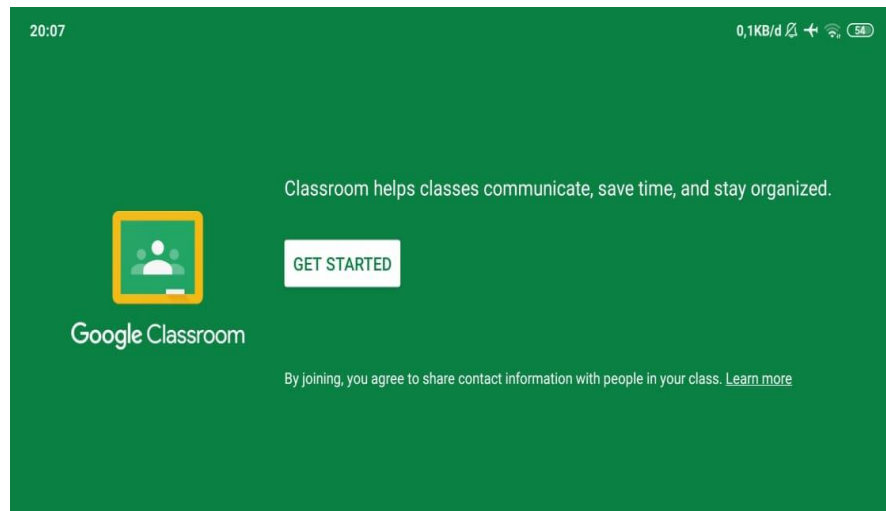 20:07
0,1KB/d
54
Classroom helps classes communicate, save time, and stay organized.
GET STARTED
Google Classroom
By joining, you agree to share contact information with people in your class. Learn more